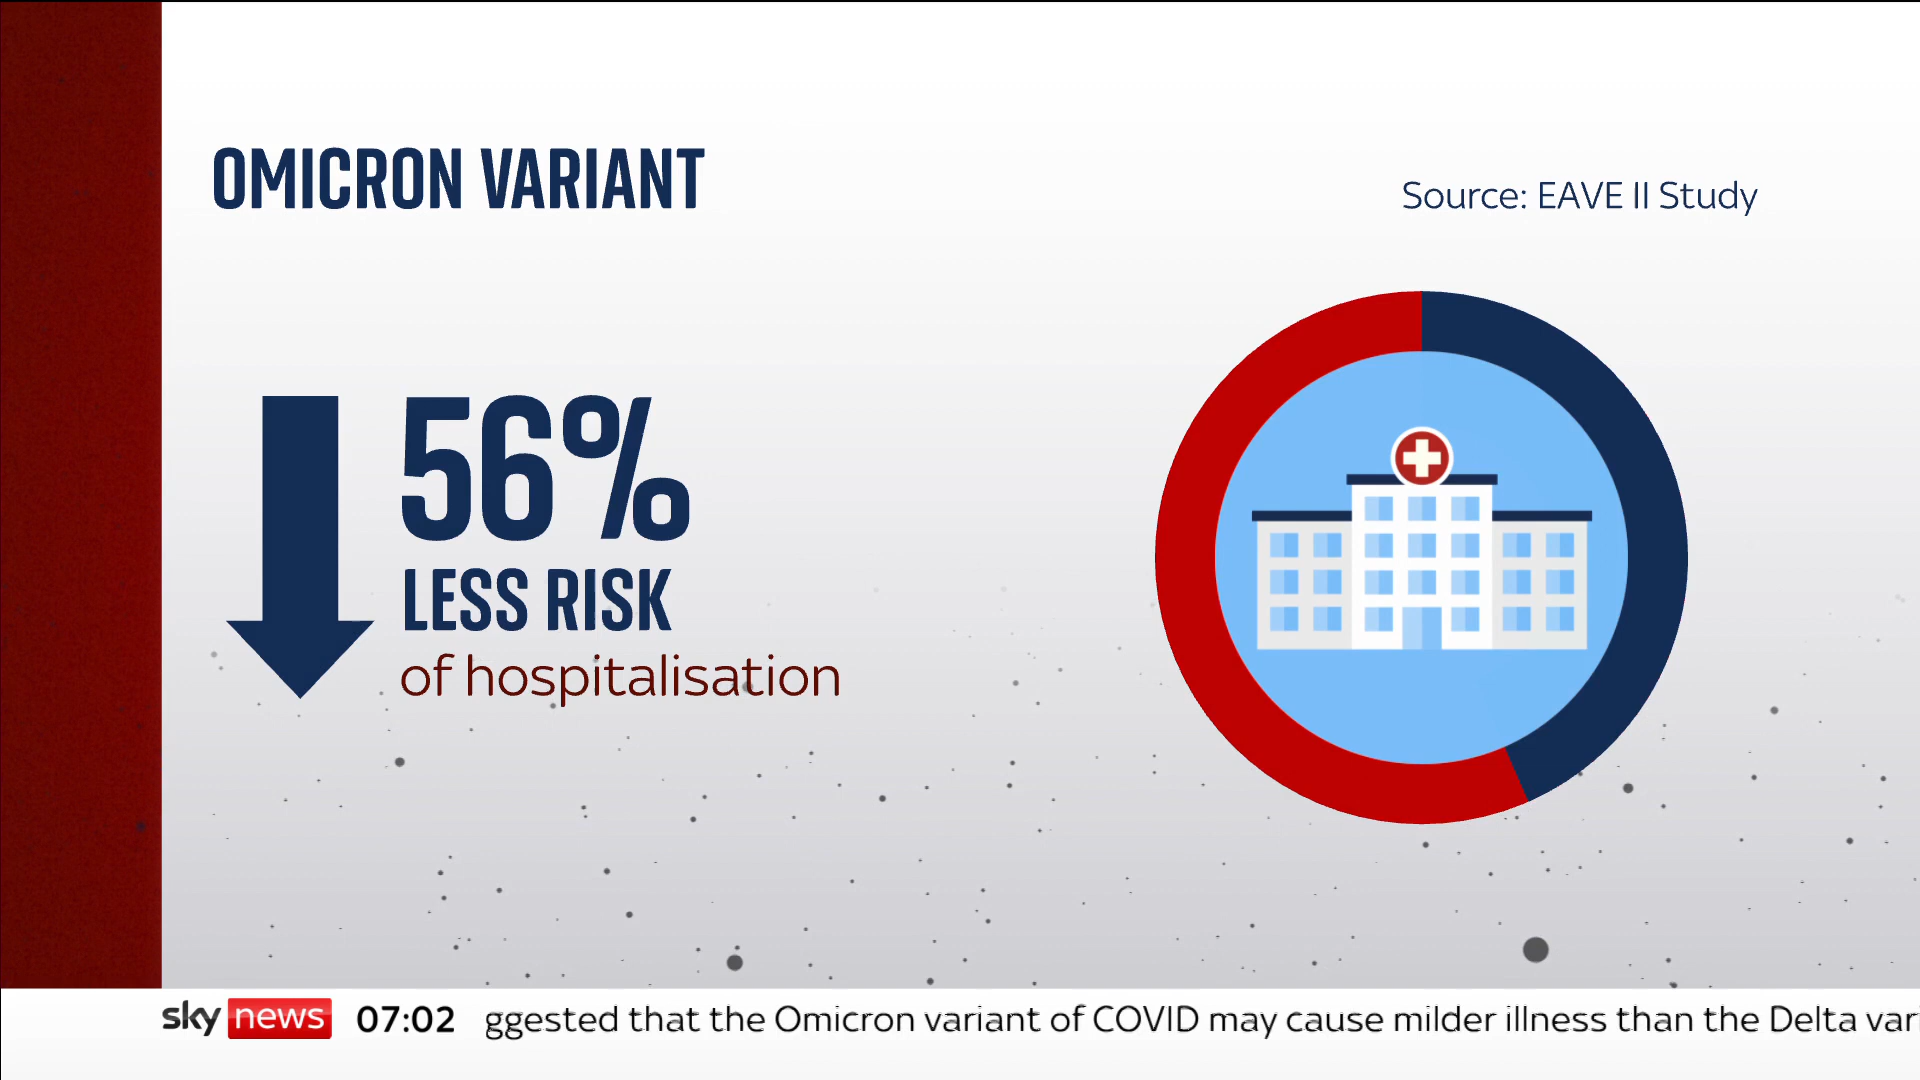 OMICRON VARIANT
Source: EAVE II Study
56%
LESS RISK
of hospitalisation
sky news 07:02 ggested that the Omicron variant of COVID may cause milder illness than the Delta vari